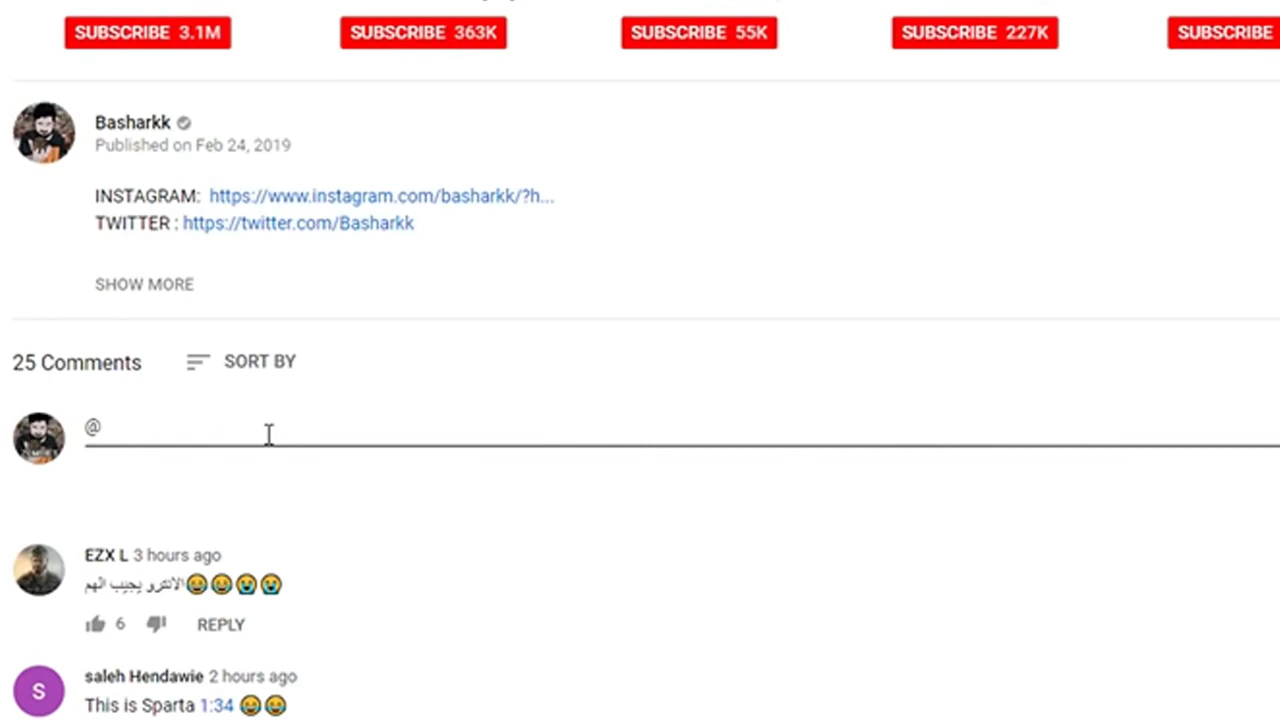 SUBSCRIBE 3.1M SUBSCRIBE 363K SUBSCRIBE 55K SUBSCRIBE 227K SUBSCRIBE
Basharkk
Published on Feb 24, 2019
INSTAGRAM: https://www.instagram.com/basharkk/?h...
TWITTER : https://twitter.com/Basharkk
SHOW MORE
25 Comments SORT BY
@
EZX L 3 hours ago
الانترو يجيب الهم😂😂😭😭
6 REPLY
S
saleh Hendawie 2 hours ago
This is Sparta 1:34 😂😂